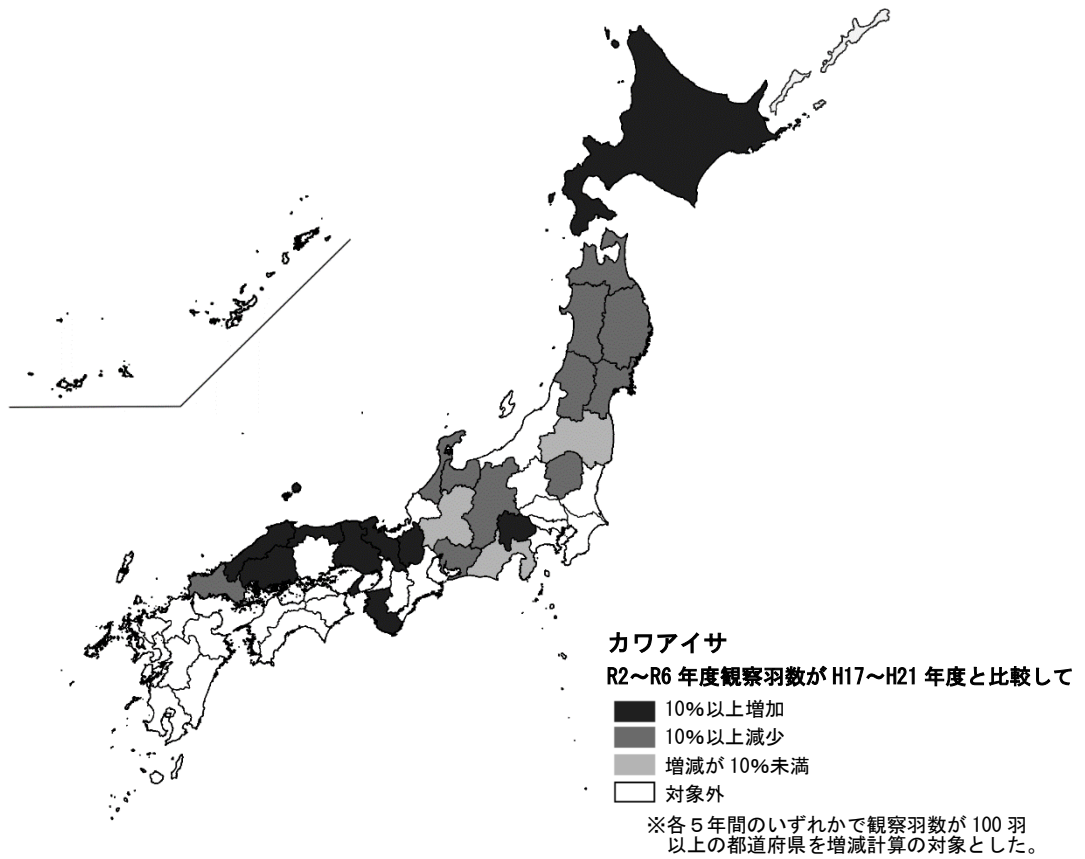 カワアイサ
R2～R6 年度観察羽数が H17～H21 年度と比較して
10％以上増加
10％以上減少
増減が 10％未満
対象外
※各５年間のいずれかで観察羽数が 100 羽
以上の都道府県を増減計算の対象とした。